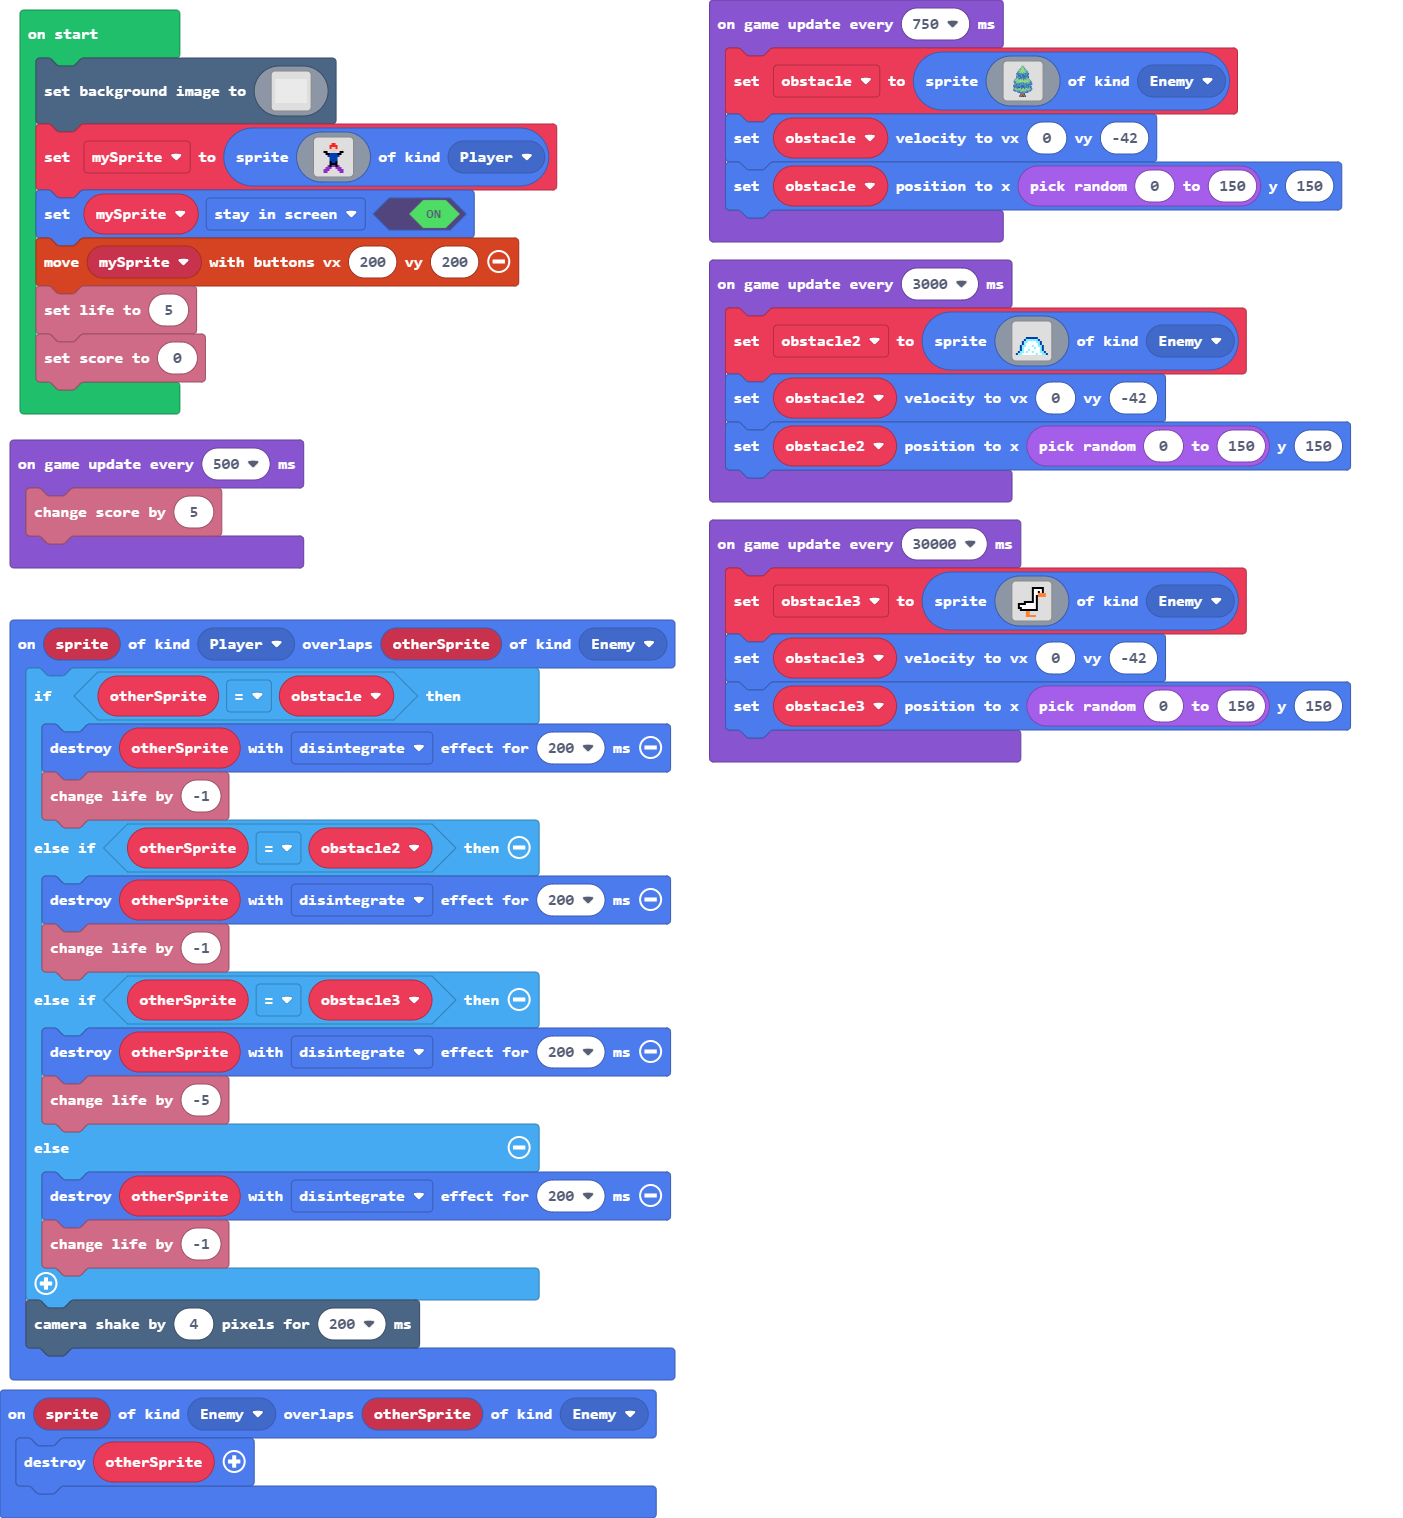 on start
set background image to
set mySprite to sprite of kind Player
set mySprite stay in screen ON
move mySprite with buttons vx 200 vy 200
set life to 5
set score to 0
on game update every 500 ms
change score by 5
on sprite of kind Player overlaps otherSprite of kind Enemy
if otherSprite = obstacle then
destroy otherSprite with disintegrate effect for 200 ms
change life by -1
else if otherSprite = obstacle2 then
destroy otherSprite with disintegrate effect for 200 ms
change life by -1
else if otherSprite = obstacle3 then
destroy otherSprite with disintegrate effect for 200 ms
change life by -5
else
destroy otherSprite with disintegrate effect for 200 ms
change life by -1
camera shake by 4 pixels for 200 ms
on sprite of kind Enemy overlaps otherSprite of kind Enemy
destroy otherSprite
on game update every 750 ms
set obstacle to sprite of kind Enemy
set obstacle velocity to vx 0 vy -42
set obstacle position to x pick random 0 to 150 y 150
on game update every 3000 ms
set obstacle2 to sprite of kind Enemy
set obstacle2 velocity to vx 0 vy -42
set obstacle2 position to x pick random 0 to 150 y 150
on game update every 30000 ms
set obstacle3 to sprite of kind Enemy
set obstacle3 velocity to vx 0 vy -42
set obstacle3 position to x pick random 0 to 150 y 150